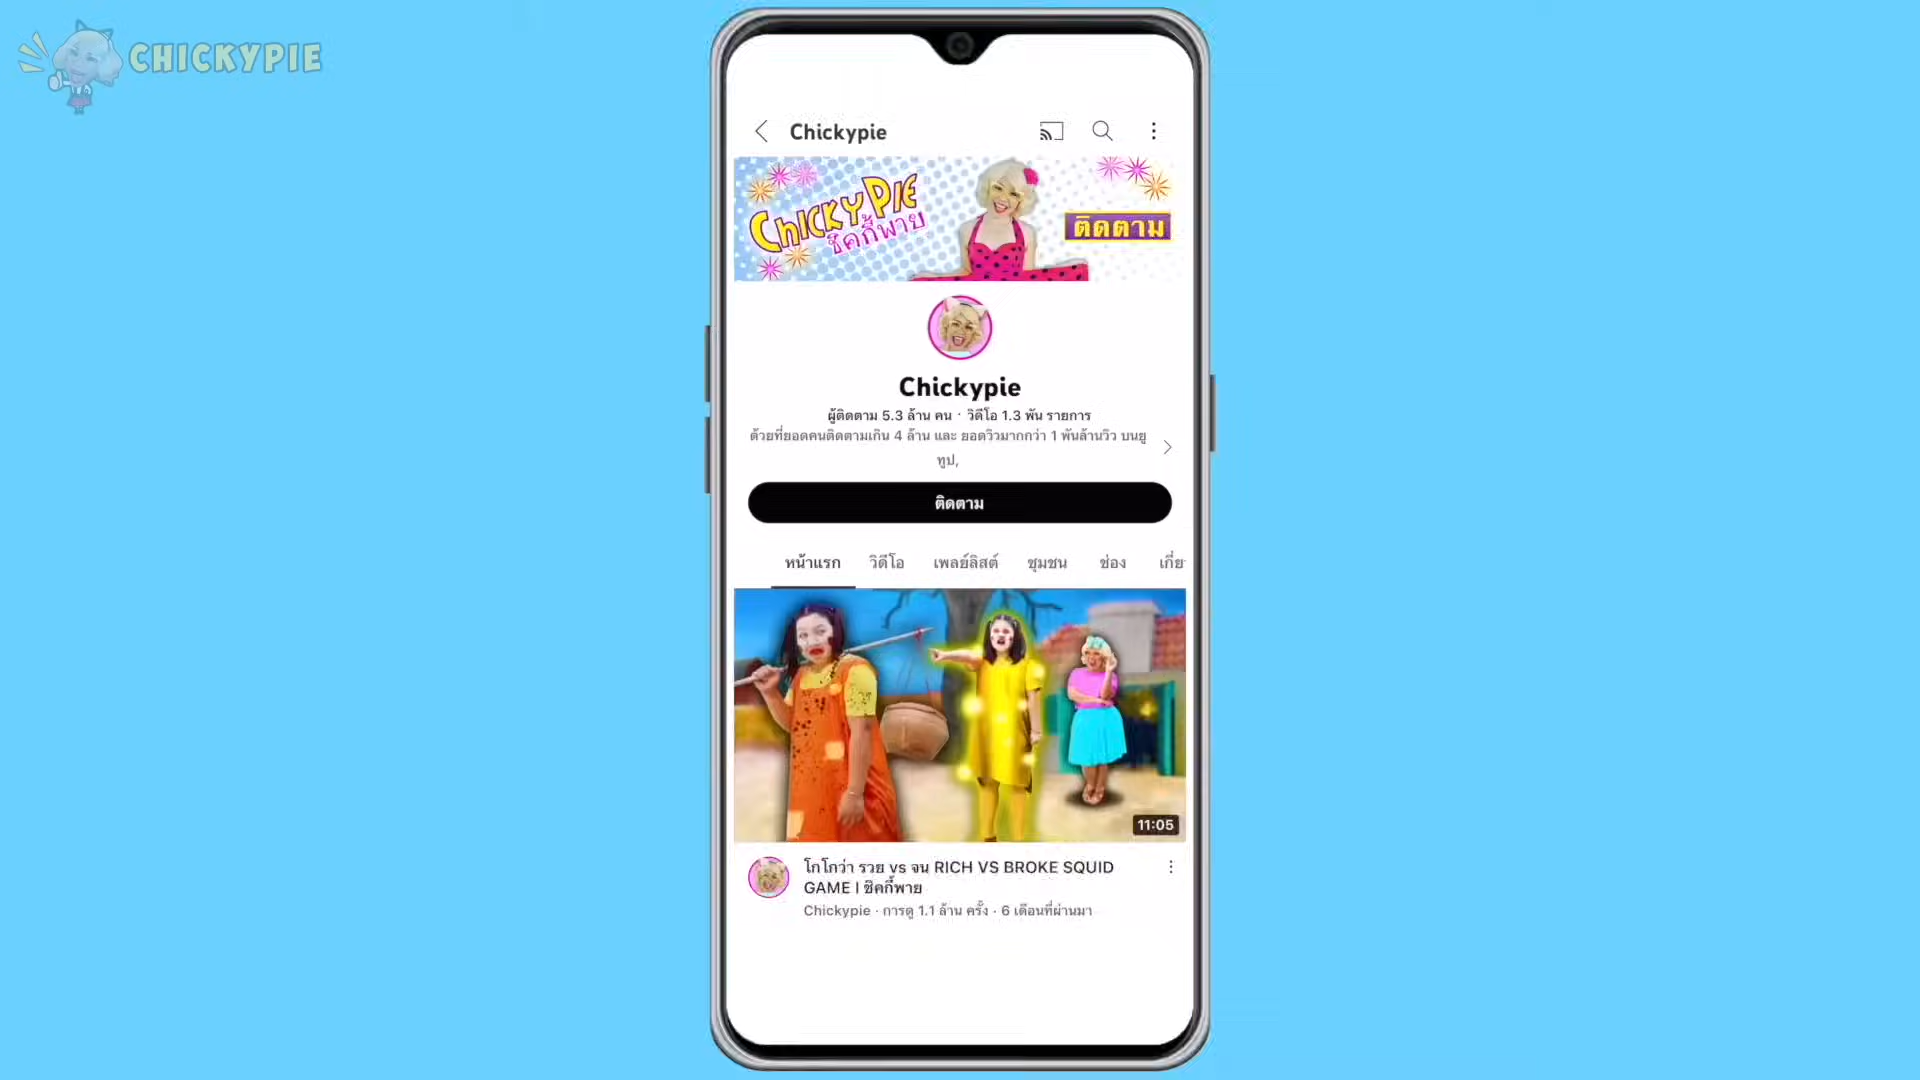 CHICKYPIE
Chickypie
CHICKYPIE
ชิคกี้พาย
ติดตาม
Chickypie
ผู้ติดตาม 5.3 ล้าน คน · วิดีโอ 1.3 พัน รายการ
ด้วยที่ยอดคนติดตามเกิน 4 ล้าน และ ยอดวิวมากกว่า 1 พันล้านวิว บนยู
ทูป,
ติดตาม
หน้าแรก วิดีโอ เพลย์ลิสต์ ชุมชน ช่อง เกี่ย
11:05
โกโกว่า รวย vs จน RICH VS BROKE SQUID
GAME l ชิคกี้พาย
Chickypie · การดู 1.1 ล้าน ครั้ง · 6 เดือนที่ผ่านมา